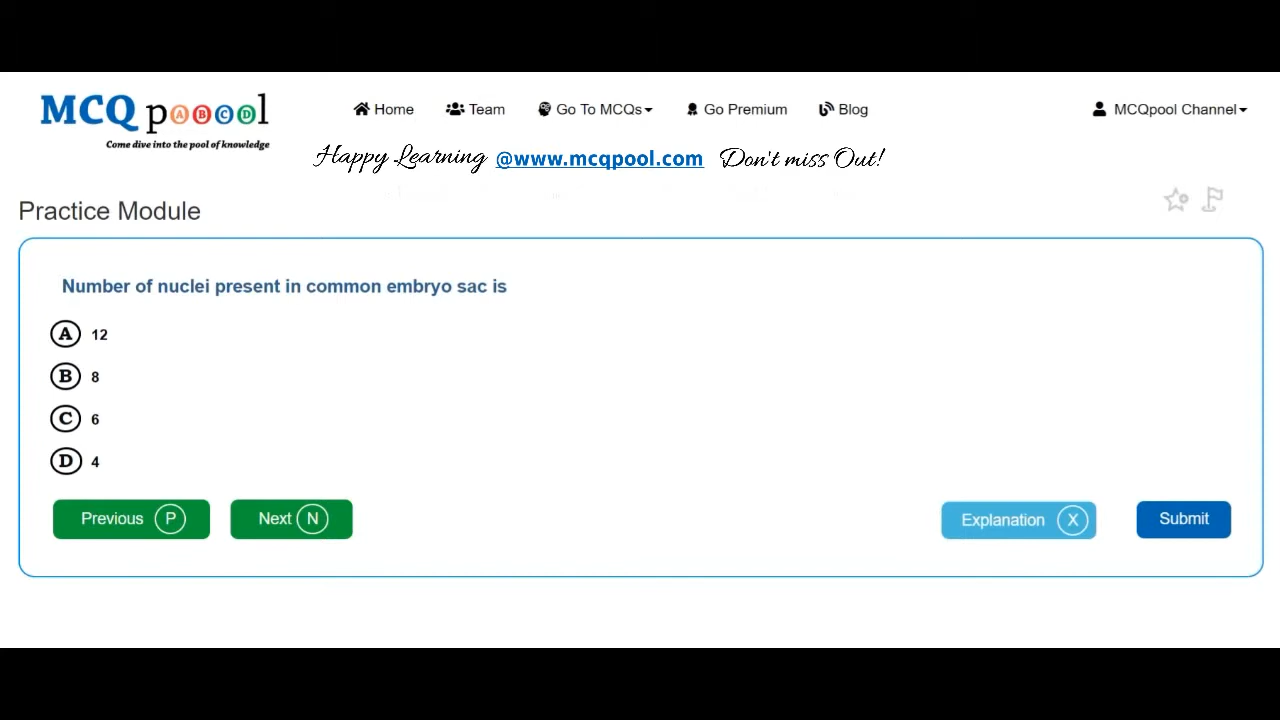 MCQ pABCDl
Come dive into the pool of knowledge
Home Team Go To MCQs Go Premium Blog MCQpool Channel
Happy Learning @www.mcqpool.com Don't miss Out!
Practice Module
Number of nuclei present in common embryo sac is
A 12
B 8
C 6
D 4
Previous P Next N Explanation X Submit